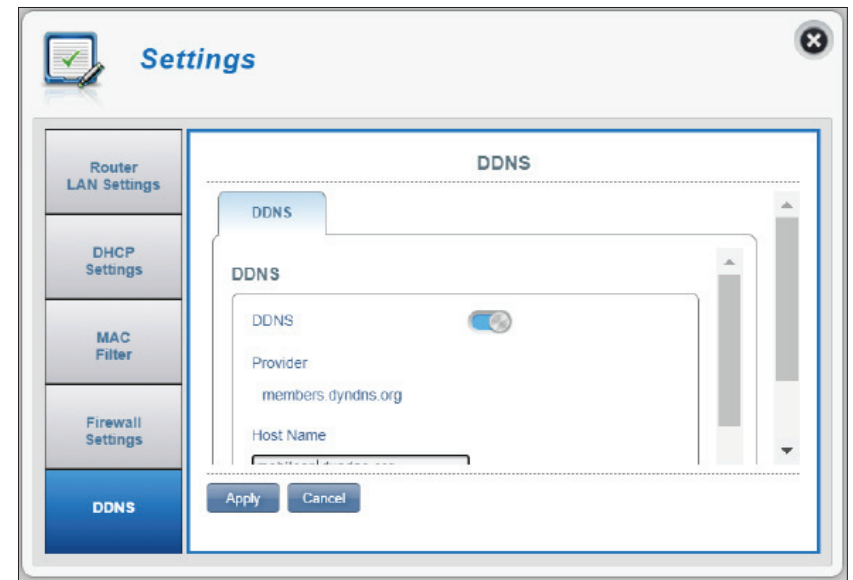 Settings
Router
LAN Settings
DHCP
Settings
MAC
Filter
Firewall
Settings
DDNS
DDNS
DDNS
DDNS
DDNS
Provider
members.dyndns.org
Host Name
Apply
Cancel